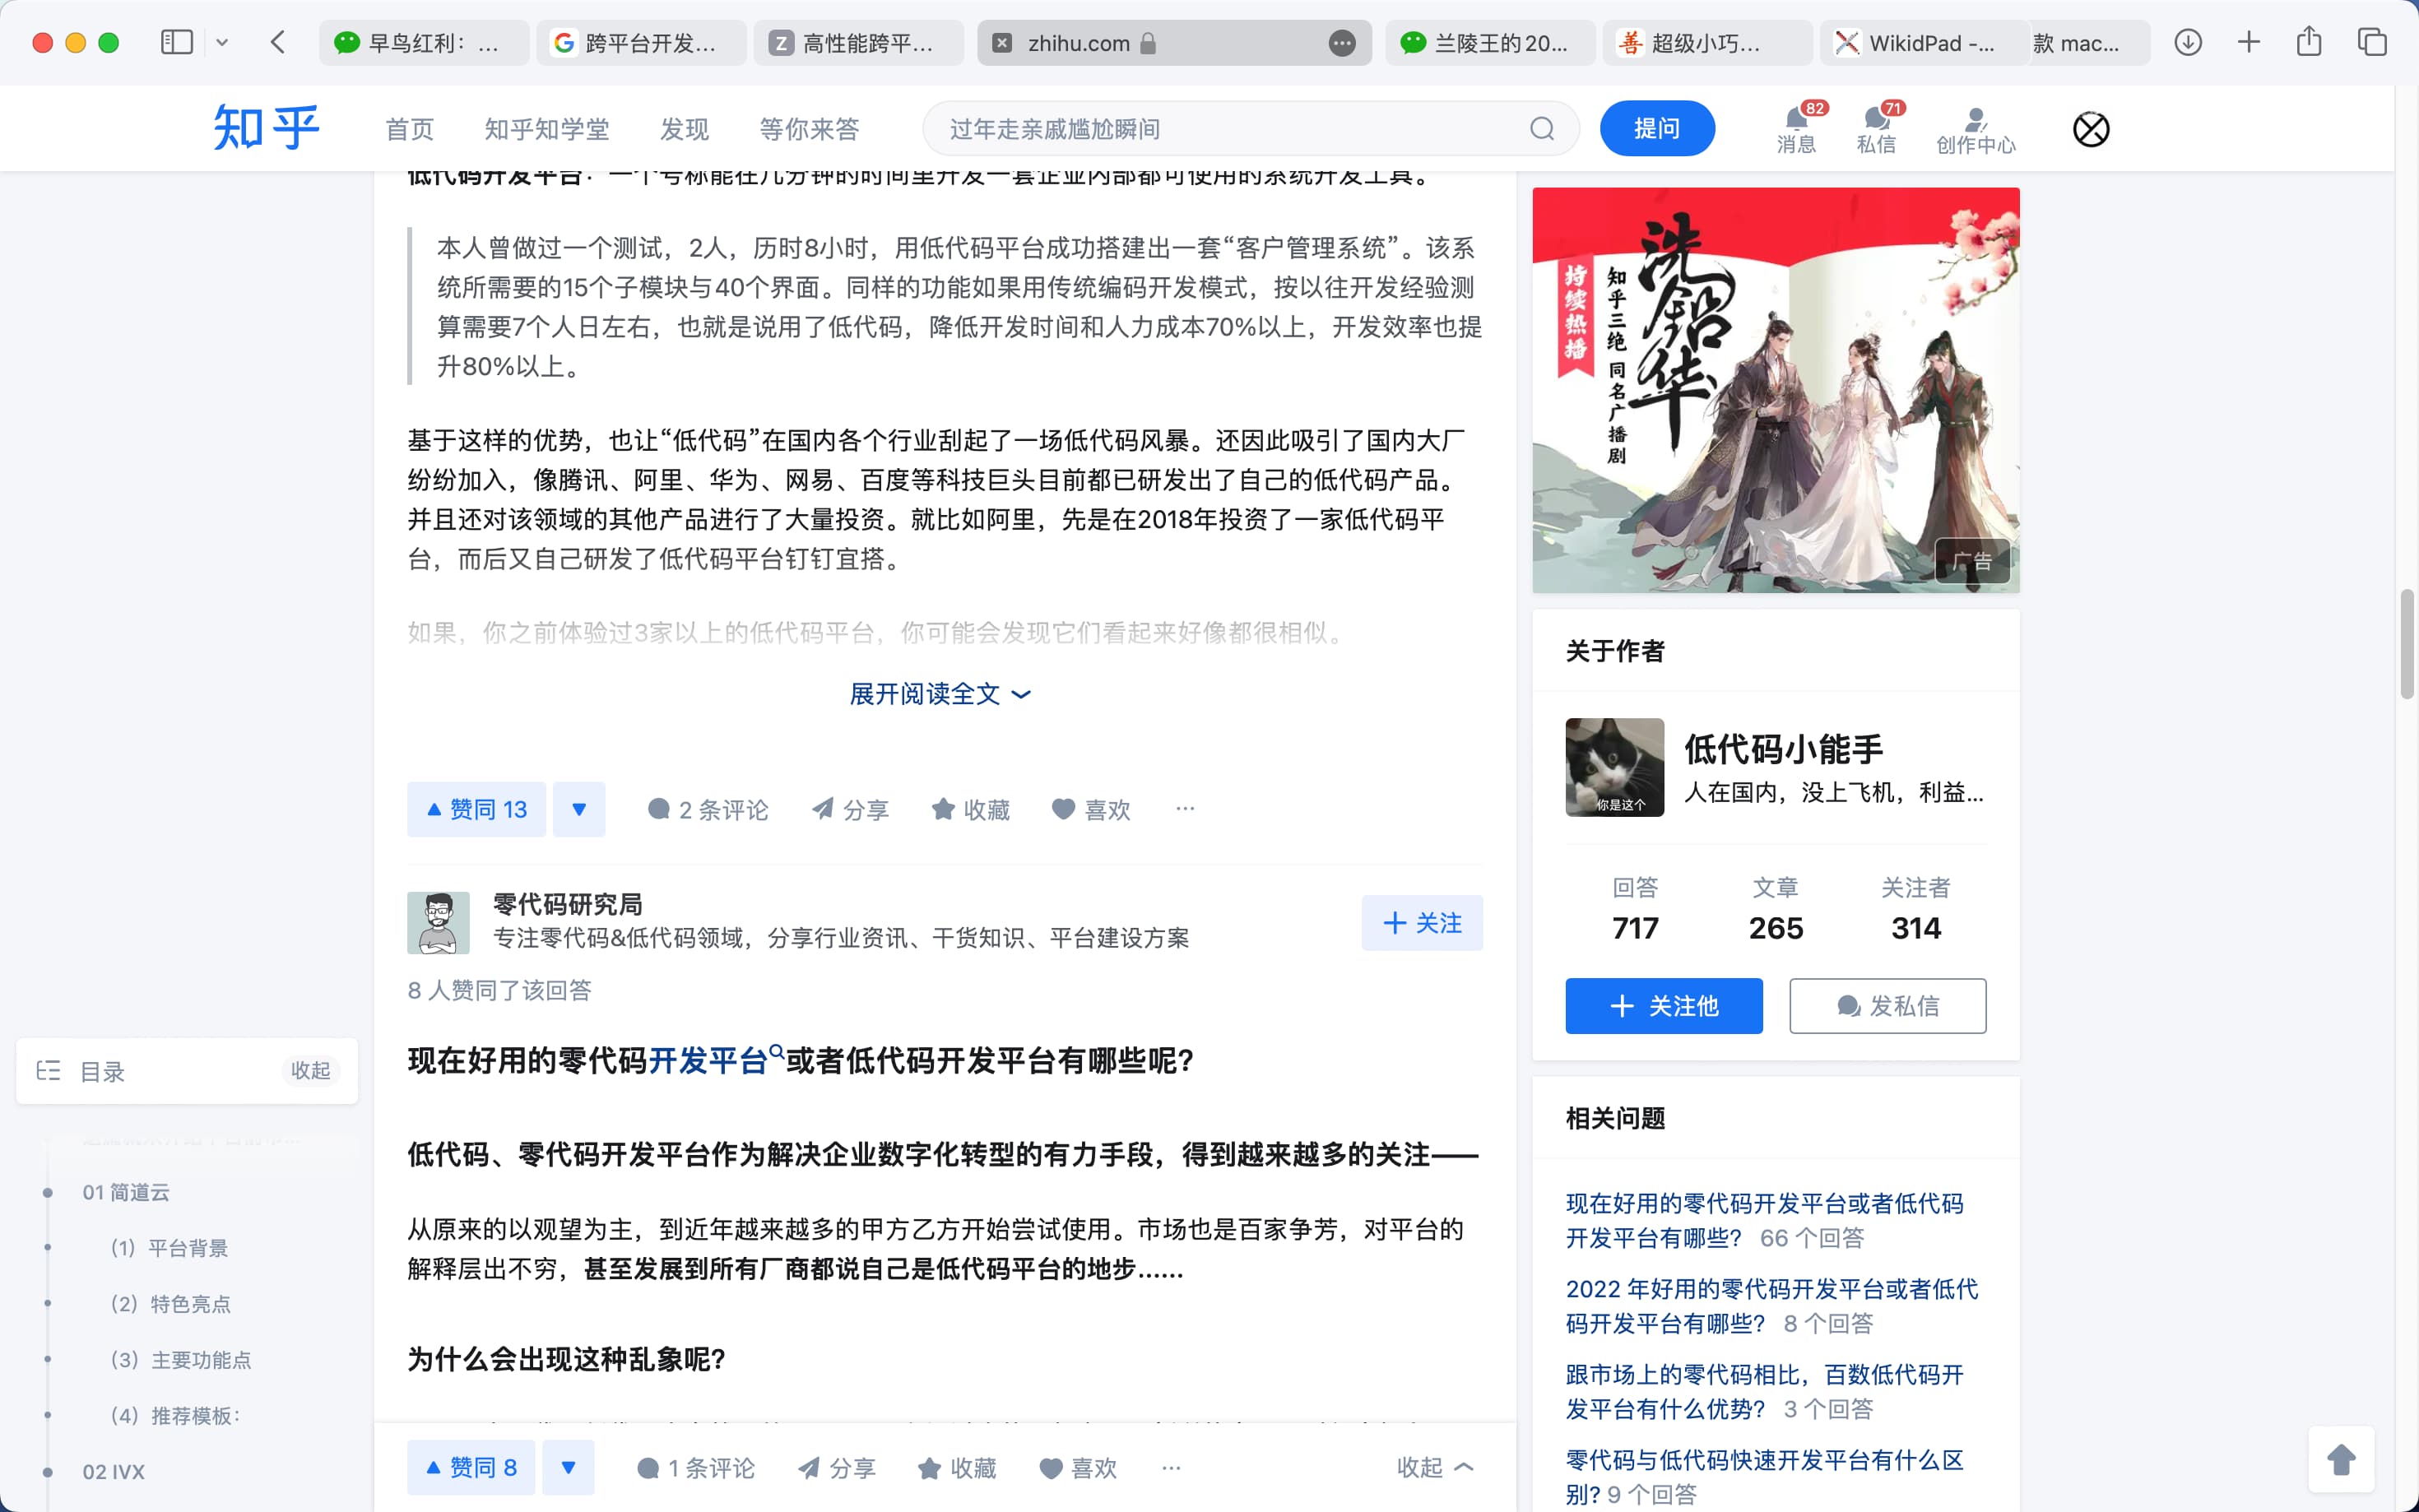 早鸟红利：...
跨平台开发...
高性能跨平...
zhihu.com
兰陵王的20...
超级小巧...
WikidPad -...
款 mac...
知乎
首页
知乎知学堂
发现
等你来答
过年走亲戚尴尬瞬间
提问
82
消息
71
私信
创作中心
低代码开发平台：一个号称能在几分钟的时间里开发一套企业内部都可使用的系统开发工具。
本人曾做过一个测试，2人，历时8小时，用低代码平台成功搭建出一套“客户管理系统”。该系
统所需要的15个子模块与40个界面。同样的功能如果用传统编码开发模式，按以往开发经验测
算需要7个人日左右，也就是说用了低代码，降低开发时间和人力成本70%以上，开发效率也提
升80%以上。
基于这样的优势，也让“低代码”在国内各个行业刮起了一场低代码风暴。还因此吸引了国内大厂
纷纷加入，像腾讯、阿里、华为、网易、百度等科技巨头目前都已研发出了自己的低代码产品。
并且还对该领域的其他产品进行了大量投资。就比如阿里，先是在2018年投资了一家低代码平
台，而后又自己研发了低代码平台钉钉宜搭。
如果，你之前体验过3家以上的低代码平台，你可能会发现它们看起来好像都很相似。
展开阅读全文
赞同 13
2 条评论
分享
收藏
喜欢
零代码研究局
专注零代码&低代码领域，分享行业资讯、干货知识、平台建设方案
关注
8 人赞同了该回答
现在好用的零代码开发平台或者低代码开发平台有哪些呢？
低代码、零代码开发平台作为解决企业数字化转型的有力手段，得到越来越多的关注——
从原来的以观望为主，到近年越来越多的甲方乙方开始尝试使用。市场也是百家争芳，对平台的
解释层出不穷，甚至发展到所有厂商都说自己是低代码平台的地步......
为什么会出现这种乱象呢？
赞同 8
1 条评论
分享
收藏
喜欢
收起
目录
收起
01 简道云
（1）平台背景
（2）特色亮点
（3）主要功能点
（4）推荐模板：
02 IVX
洗铅华
持续热播
知乎三绝 同名广播剧
广告
关于作者
你是这个
低代码小能手
人在国内，没上飞机，利益...
回答
717
文章
265
关注者
314
关注他
发私信
相关问题
现在好用的零代码开发平台或者低代码
开发平台有哪些？ 66 个回答
2022 年好用的零代码开发平台或者低代
码开发平台有哪些？ 8 个回答
跟市场上的零代码相比，百数低代码开
发平台有什么优势？ 3 个回答
零代码与低代码快速开发平台有什么区
别？9 个回答